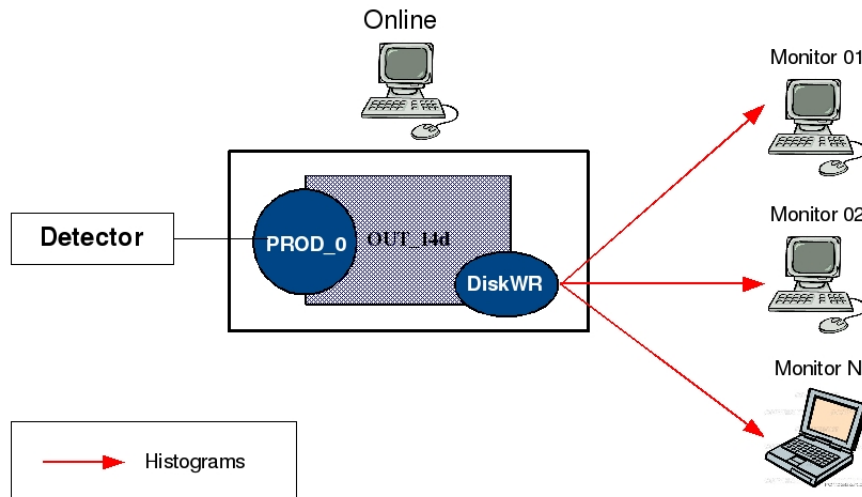 Online
Monitor 01
Detector
PROD_0
OUT_14d
DiskWR
Monitor 02
Monitor N
Histograms